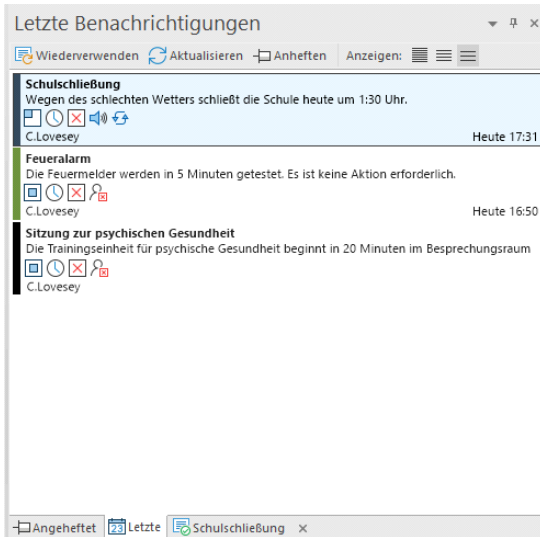 Letzte Benachrichtigungen
Wiederverwenden Aktualisieren Anheften Anzeigen:
Schulschließung
Wegen des schlechten Wetters schließt die Schule heute um 1:30 Uhr.
C.Lovesey Heute 17:31
Feueralarm
Die Feuermelder werden in 5 Minuten getestet. Es ist keine Aktion erforderlich.
C.Lovesey Heute 16:50
Sitzung zur psychischen Gesundheit
Die Trainingseinheit für psychische Gesundheit beginnt in 20 Minuten im Besprechungsraum
C.Lovesey
Angeheftet 23 Letzte Schulschließung